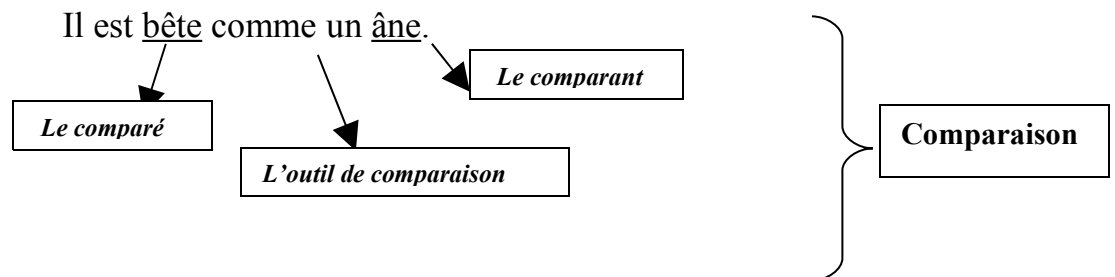 Il est bête comme un âne.
Le comparant
Le comparé
Comparaison
L’outil de comparaison